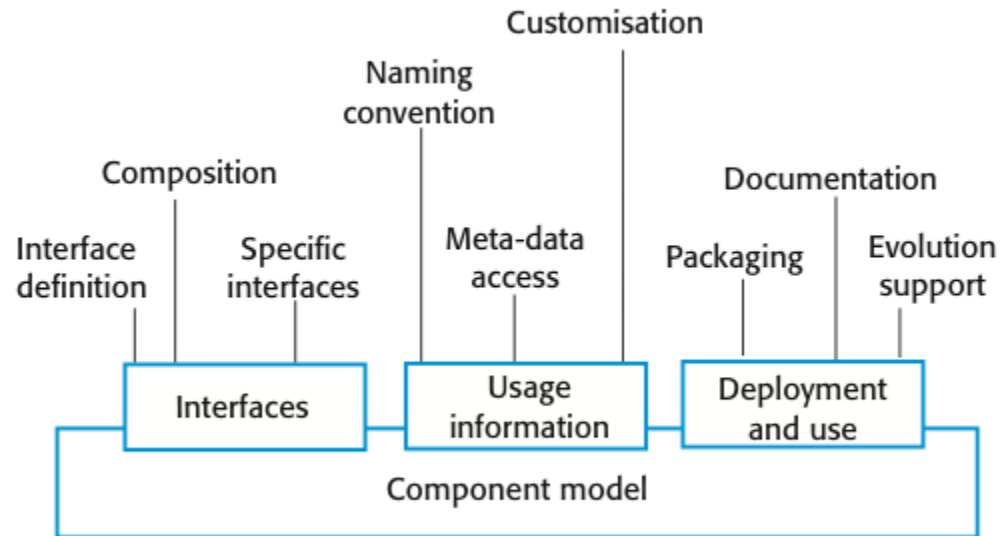 Customisation
Naming
convention
Composition
Documentation
Interface
definition
Specific
interfaces
Meta-data
access
Packaging
Evolution
support
Interfaces
Usage
information
Deployment
and use
Component model